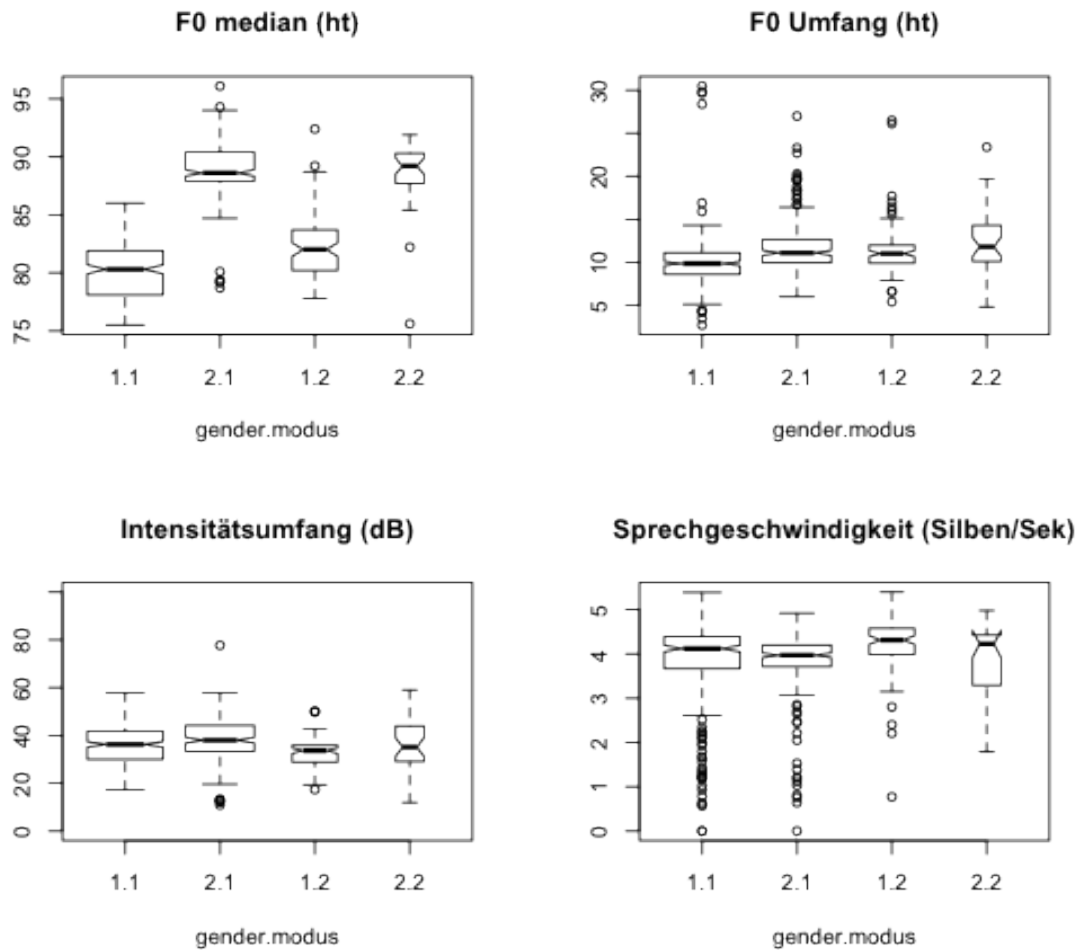 F0 median (ht)
95
90
85
80
75
1.1 2.1 1.2 2.2
gender.modus
F0 Umfang (ht)
30
20
10
5
1.1 2.1 1.2 2.2
gender.modus
Intensitätsumfang (dB)
80
60
40
20
0
1.1 2.1 1.2 2.2
gender.modus
Sprechgeschwindigkeit (Silben/Sek)
5
4
3
2
1
0
1.1 2.1 1.2 2.2
gender.modus